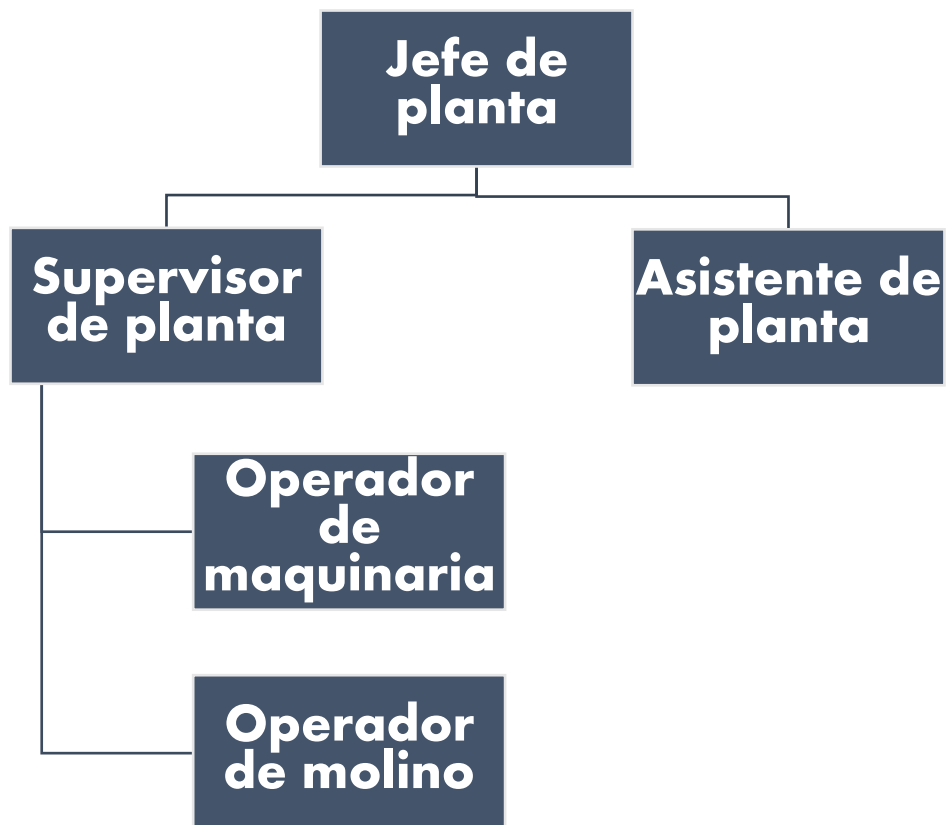 Jefe de
planta
Supervisor
de planta
Asistente de
planta
Operador
de
maquinaria
Operador
de molino